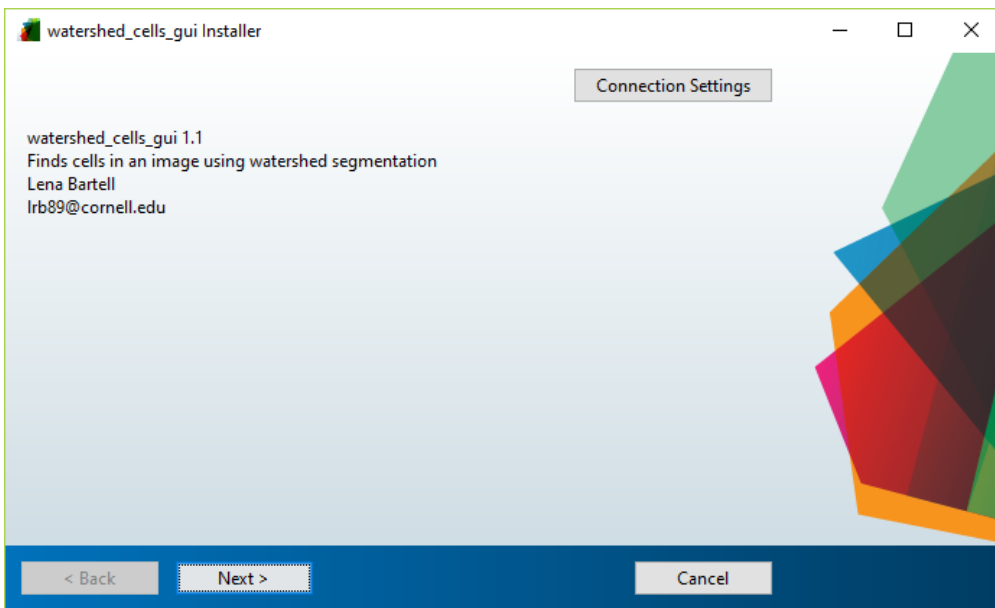 watershed_cells_gui Installer
Connection Settings
watershed_cells_gui 1.1
Finds cells in an image using watershed segmentation
Lena Bartell
lrb89@cornell.edu
< Back
Next >
Cancel